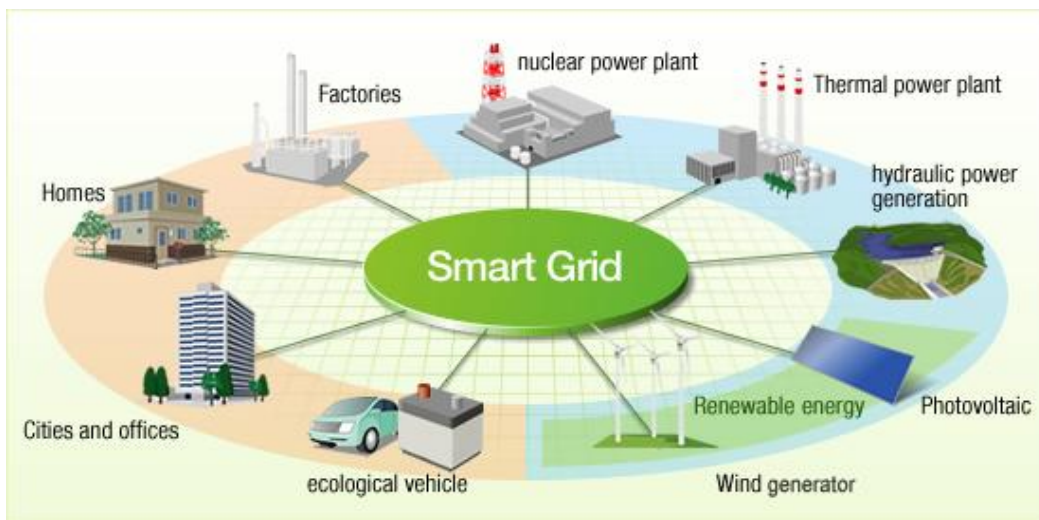 nuclear power plant
Factories
Thermal power plant
Homes
hydraulic power
generation
Smart Grid
Renewable energy
Photovoltaic
Cities and offices
ecological vehicle
Wind generator